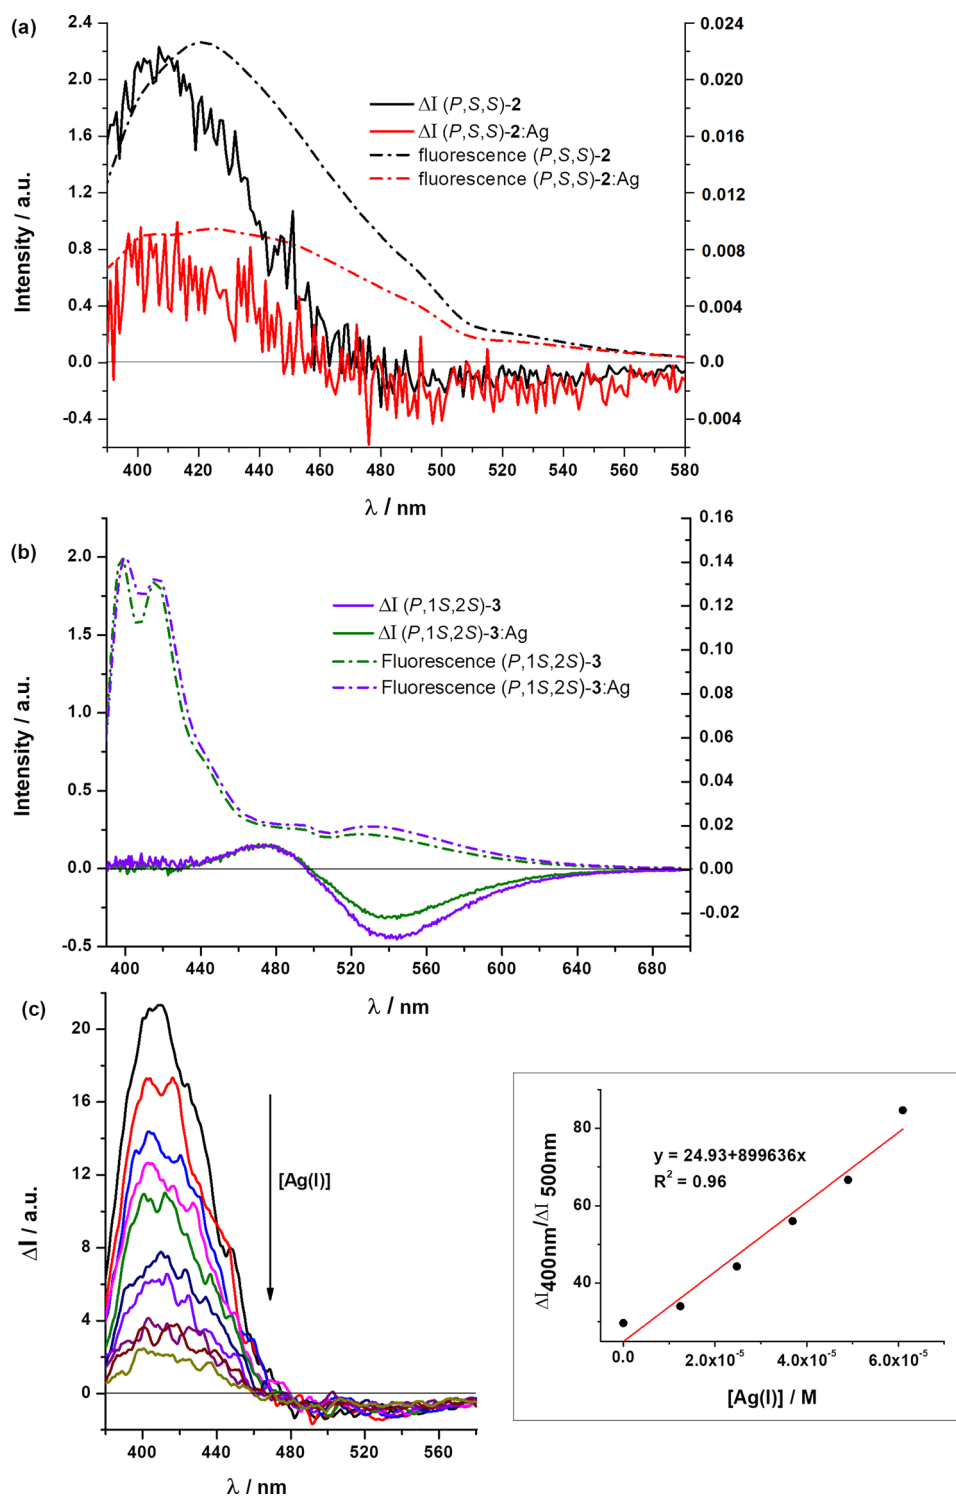 (a)
2.4
2.0
1.6
1.2
0.8
0.4
0.0
-0.4
Intensity / a.u.
ΔI (P,S,S)-2
ΔI (P,S,S)-2:Ag
fluorescence (P,S,S)-2
fluorescence (P,S,S)-2:Ag
0.024
0.020
0.016
0.012
0.008
0.004
0.0
0.004
400 420 440 460 480 500 520 540 560 580
λ / nm
(b)
2.0
1.5
1.0
0.5
0.0
-0.5
Intensity / a.u.
ΔI (P,1S,2S)-3
ΔI (P,1S,2S)-3:Ag
Fluorescence (P,1S,2S)-3
Fluorescence (P,1S,2S)-3:Ag
0.16
0.14
0.12
0.10
0.08
0.06
0.04
0.02
0.00
-0.02
400 440 480 520 560 600 640 680
λ / nm
(c)
20
16
12
8
4
0
ΔI / a.u.
[Ag(I)]
400 440 480 520 560
λ / nm
80
60
40
ΔI400nm/ΔI 500nm
y = 24.93+899636x
R² = 0.96
0.0 2.0x10⁻⁵ 4.0x10⁻⁵ 6.0x10⁻⁵
[Ag(I)] / M